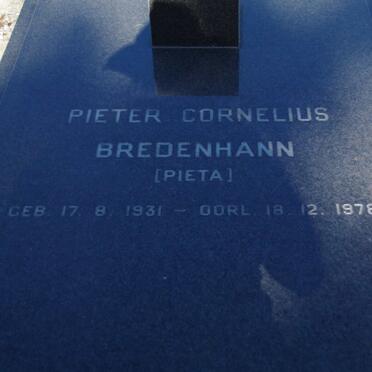 PIETER CORNELIUS
BREDENHANN
[PIETA]
GEB. 17. 8. 1931 - OORL. 18. 12. 1978